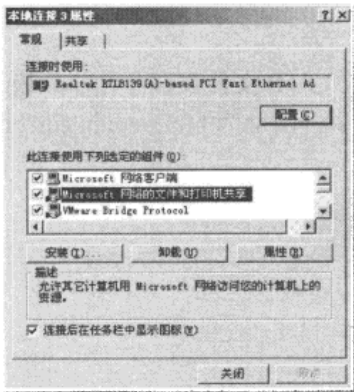 本地连接 3 属性
常规 共享
连接时使用:
Realtek RTL8139(A)-based PCI Fast Ethernet Ad
配置(C)
此连接使用下列选定的组件(O):
Microsoft 网络客户端
Microsoft 网络的文件和打印机共享
VMware Bridge Protocol
安装(I)... 卸载(U) 属性(R)
描述
允许其它计算机用 Microsoft 网络访问您的计算机上的
资源。
连接后在任务栏中显示图标(W)
关闭 取消